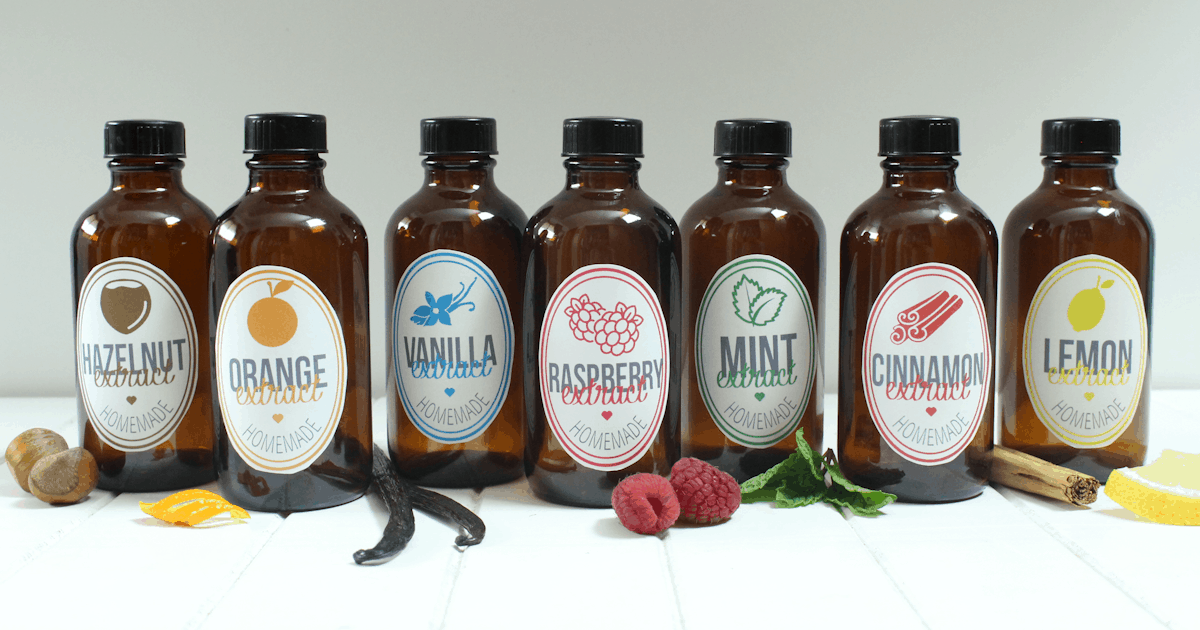 HAZELNUT
extract
HOMEMADE
ORANGE
extract
HOMEMADE
VANILLA
extract
HOMEMADE
RASPBERRY
extract
HOMEMADE
MINT
extract
HOMEMADE
CINNAMON
extract
HOMEMADE
LEMON
extract
HOMEMADE